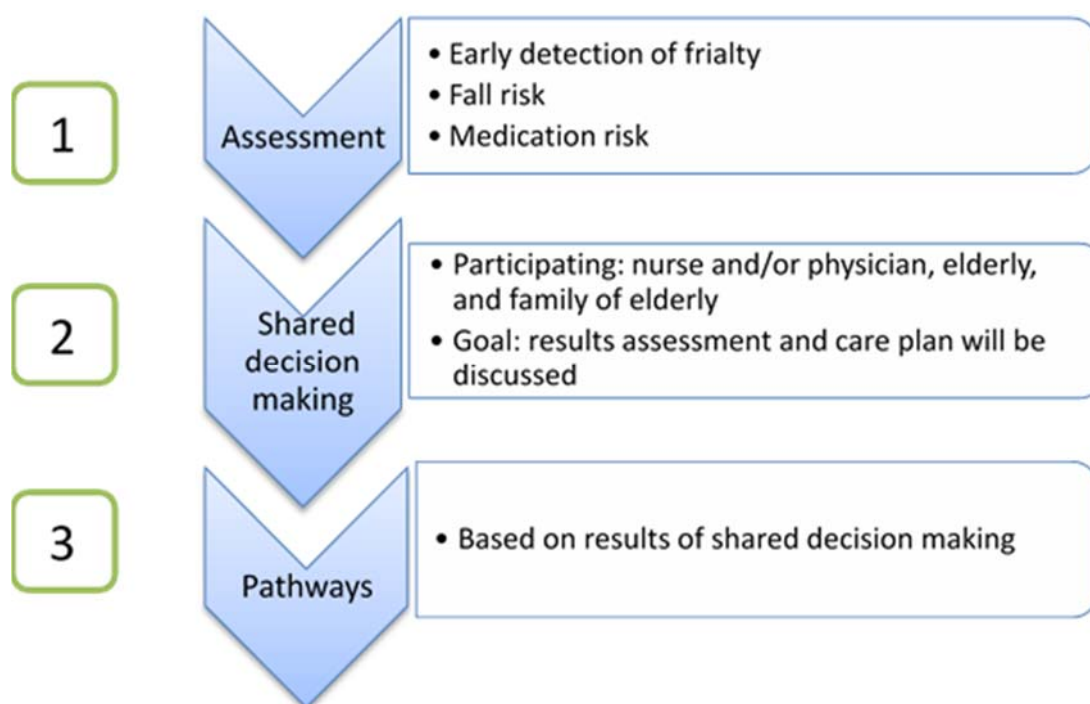 1
Assessment
• Early detection of frialty
• Fall risk
• Medication risk
2
Shared
decision
making
• Participating: nurse and/or physician, elderly,
and family of elderly
• Goal: results assessment and care plan will be
discussed
3
Pathways
• Based on results of shared decision making